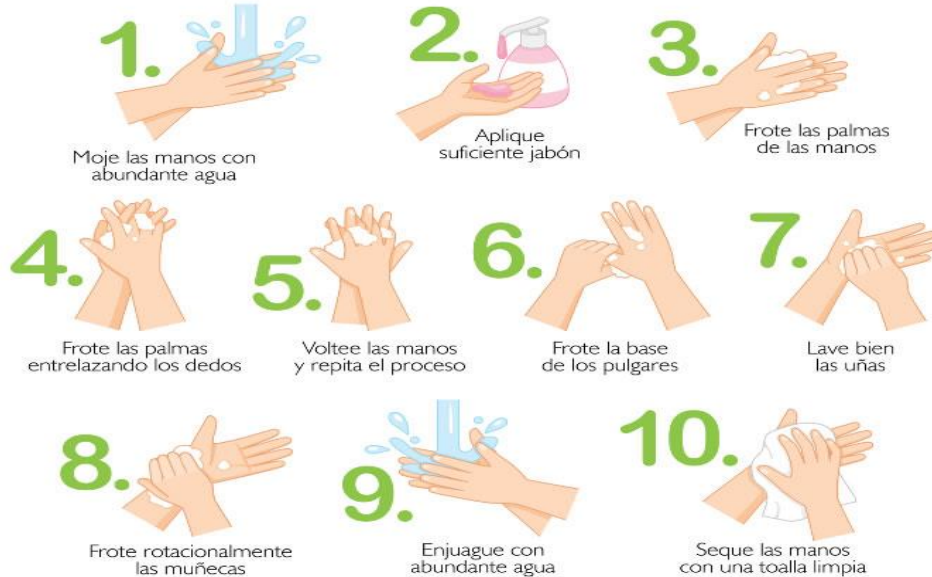 1.
Moje las manos con
abundante agua
2.
Aplique
suficiente jabón
3.
Frote las palmas
de las manos
4.
Frote las palmas
entrelazando los dedos
5.
Voltee las manos
y repita el proceso
6.
Frote la base
de los pulgares
7.
Lave bien
las uñas
8.
Frote rotacionalmente
las muñecas
9.
Enjuague con
abundante agua
10.
Seque las manos
con una toalla limpia